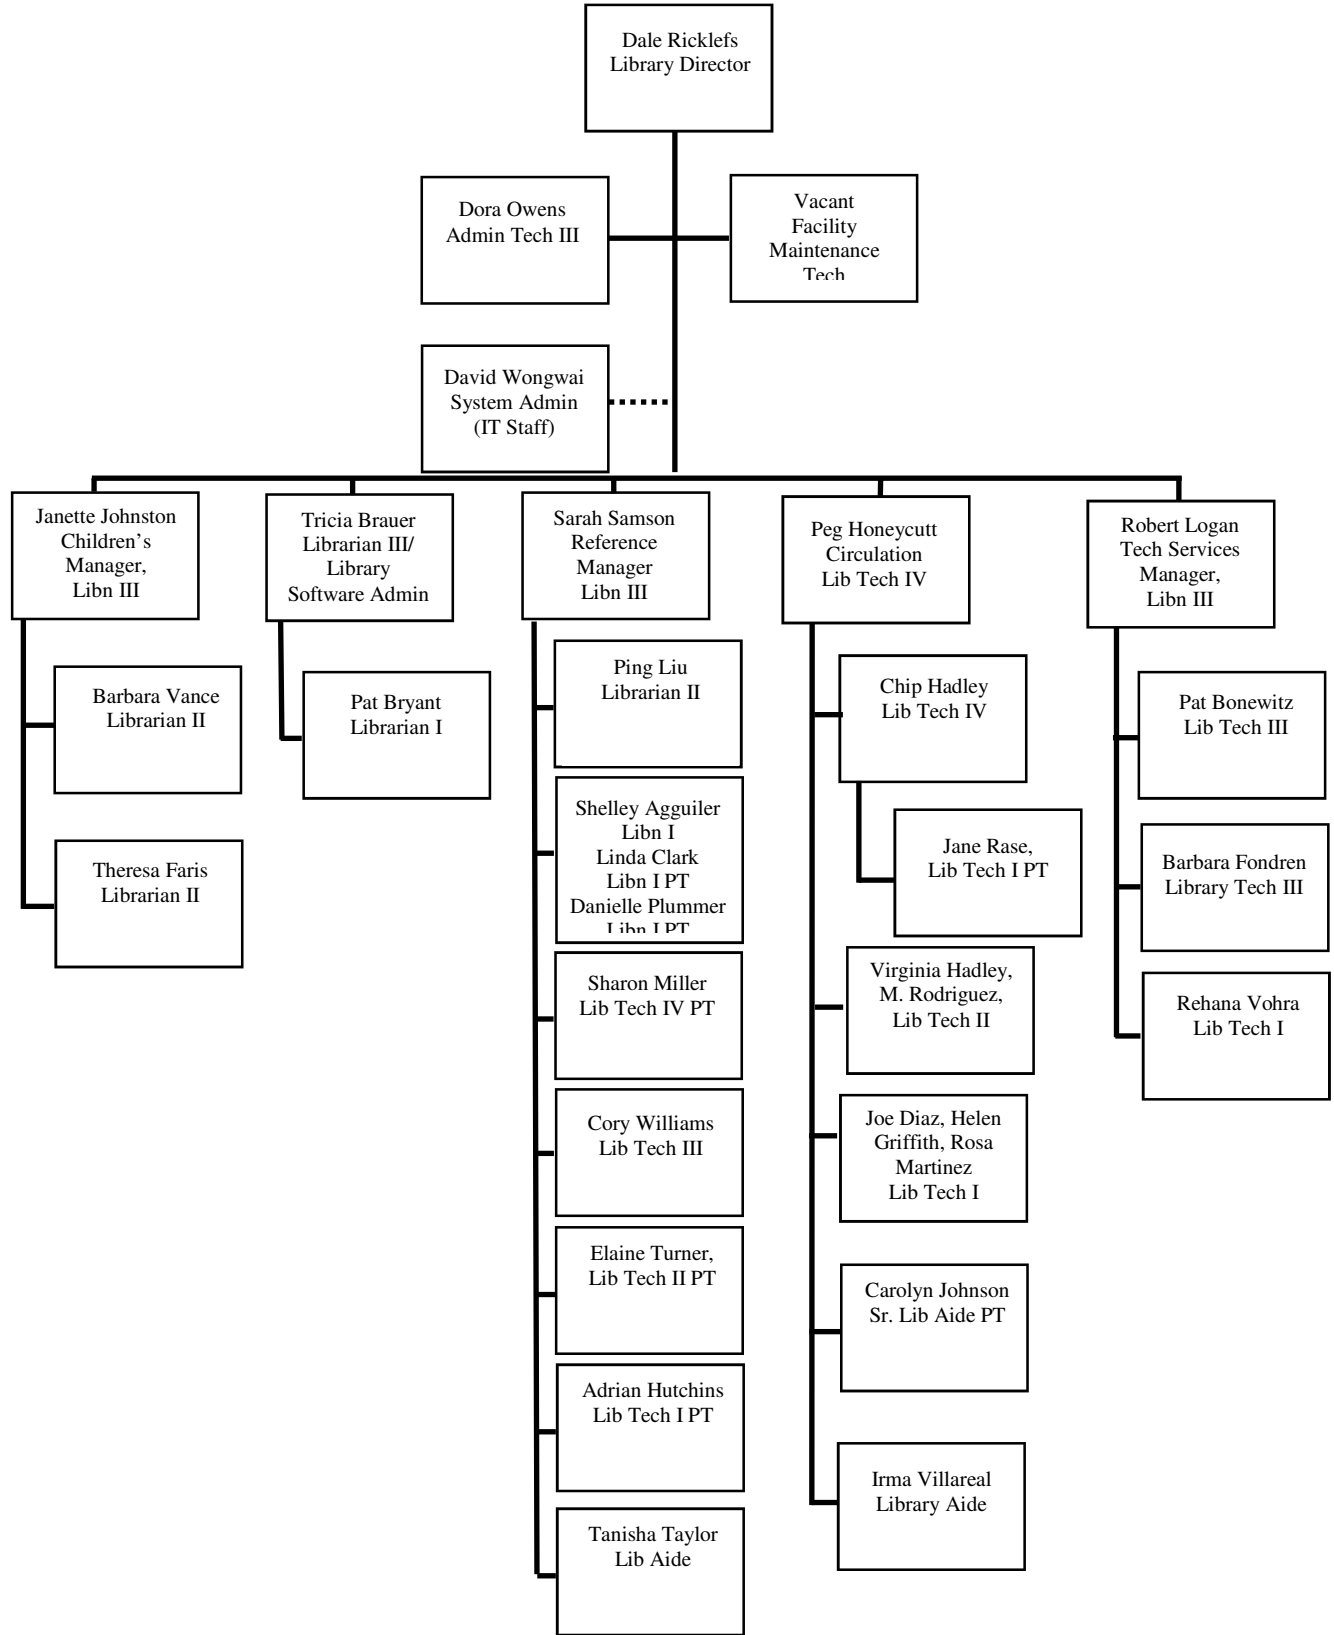 Dale Ricklefs
Library Director
Dora Owens
Admin Tech III
Vacant
Facility
Maintenance
Tech
David Wongwai
System Admin
(IT Staff)
Janette Johnston
Children's
Manager,
Libn III
Barbara Vance
Librarian II
Theresa Faris
Librarian II
Tricia Brauer
Librarian III/
Library
Software Admin
Pat Bryant
Librarian I
Sarah Samson
Reference
Manager
Libn III
Ping Liu
Librarian II
Shelley Agguiler
Libn I
Linda Clark
Libn I PT
Danielle Plummer
Libn I PT
Sharon Miller
Lib Tech IV PT
Cory Williams
Lib Tech III
Elaine Turner,
Lib Tech II PT
Adrian Hutchins
Lib Tech I PT
Tanisha Taylor
Lib Aide
Peg Honeycutt
Circulation
Lib Tech IV
Chip Hadley
Lib Tech IV
Jane Rase,
Lib Tech I PT
Virginia Hadley,
M. Rodriguez,
Lib Tech II
Joe Diaz, Helen
Griffith, Rosa
Martinez
Lib Tech I
Carolyn Johnson
Sr. Lib Aide PT
Irma Villareal
Library Aide
Robert Logan
Tech Services
Manager,
Libn III
Pat Bonewitz
Lib Tech III
Barbara Fondren
Library Tech III
Rehana Vohra
Lib Tech I